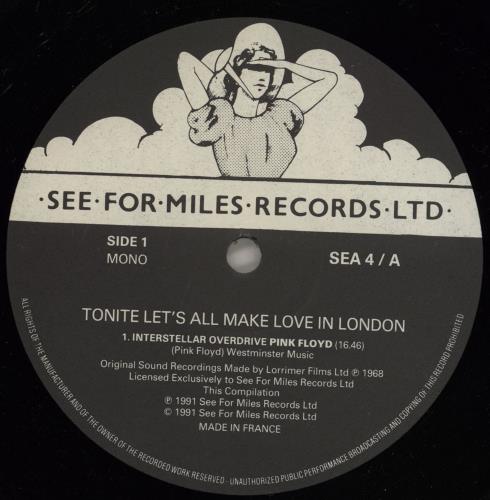 ·SEE·FOR·MILES·RECORDS·LTD·
SIDE 1
MONO
SEA 4 / A
TONITE LET'S ALL MAKE LOVE IN LONDON
1. INTERSTELLAR OVERDRIVE PINK FLOYD (16.46)
(Pink Floyd) Westminster Music
Original Sound Recordings Made by Lorrimer Films Ltd ℗ 1968
Licensed Exclusively to See For Miles Records Ltd
This Compilation
℗ 1991 See For Miles Records Ltd
© 1991 See For Miles Records Ltd
MADE IN FRANCE
ALL RIGHTS OF THE MANUFACTURER AND OF THE OWNER OF THE RECORDED WORK RESERVED - UNAUTHORIZED PUBLIC PERFORMANCE BROADCASTING AND COPYING OF THIS RECORD PROHIBITED